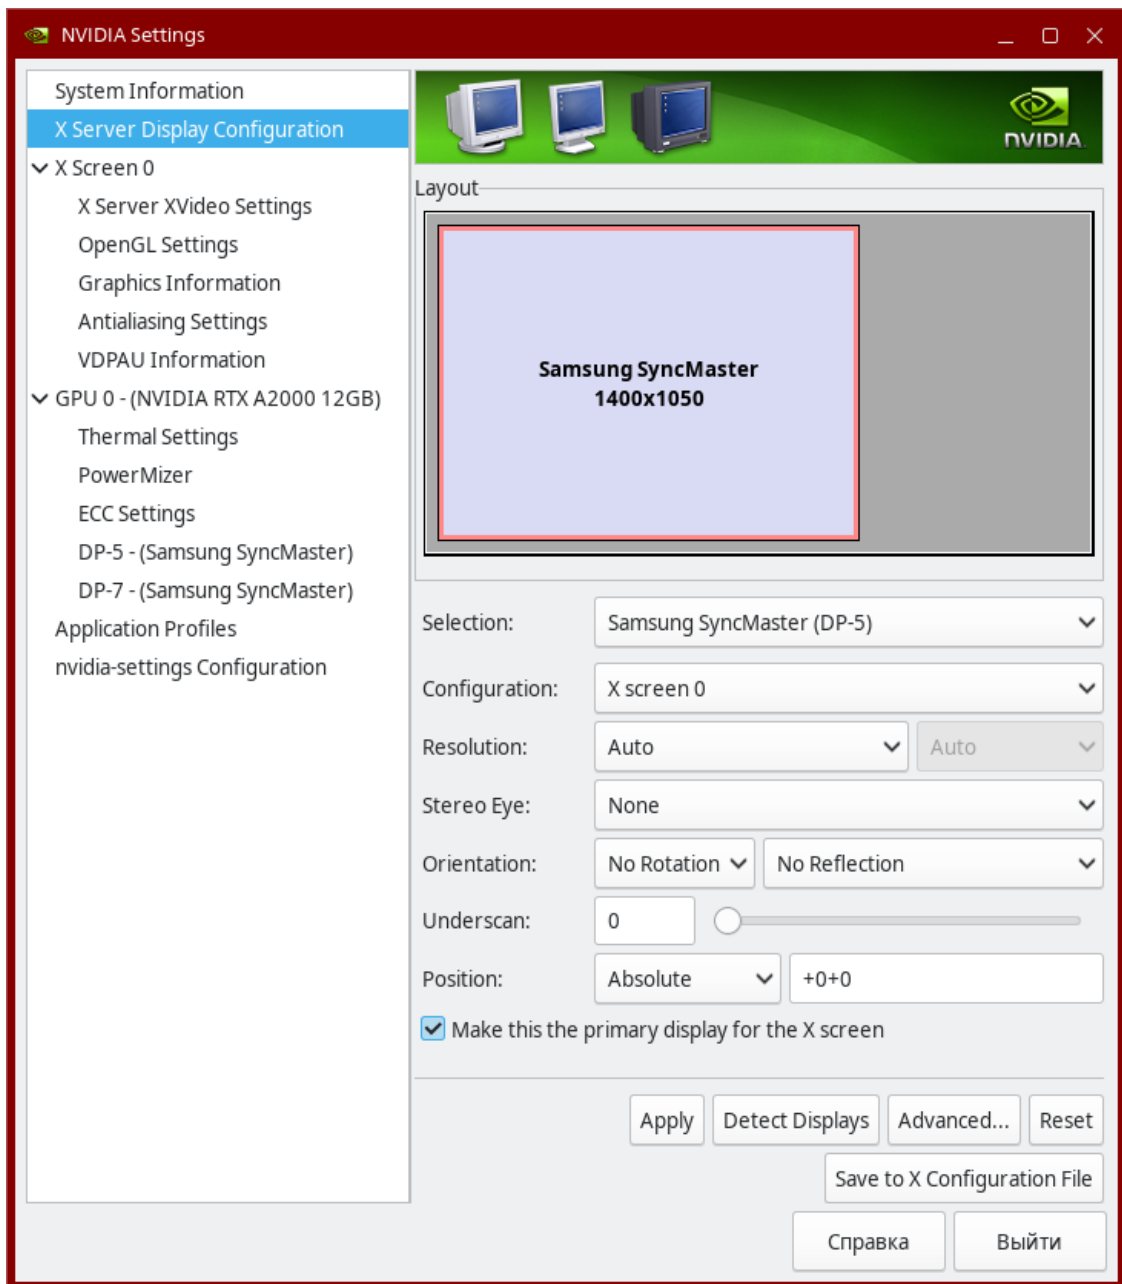 NVIDIA Settings
System Information
X Server Display Configuration
X Screen 0
X Server XVideo Settings
OpenGL Settings
Graphics Information
Antialiasing Settings
VDPAU Information
GPU 0 - (NVIDIA RTX A2000 12GB)
Thermal Settings
PowerMizer
ECC Settings
DP-5 - (Samsung SyncMaster)
DP-7 - (Samsung SyncMaster)
Application Profiles
nvidia-settings Configuration
NVIDIA.
Layout
Samsung SyncMaster
1400x1050
Selection: Samsung SyncMaster (DP-5)
Configuration: X screen 0
Resolution: Auto Auto
Stereo Eye: None
Orientation: No Rotation No Reflection
Underscan: 0
Position: Absolute +0+0
Make this the primary display for the X screen
Apply Detect Displays Advanced... Reset
Save to X Configuration File
Справка Выйти